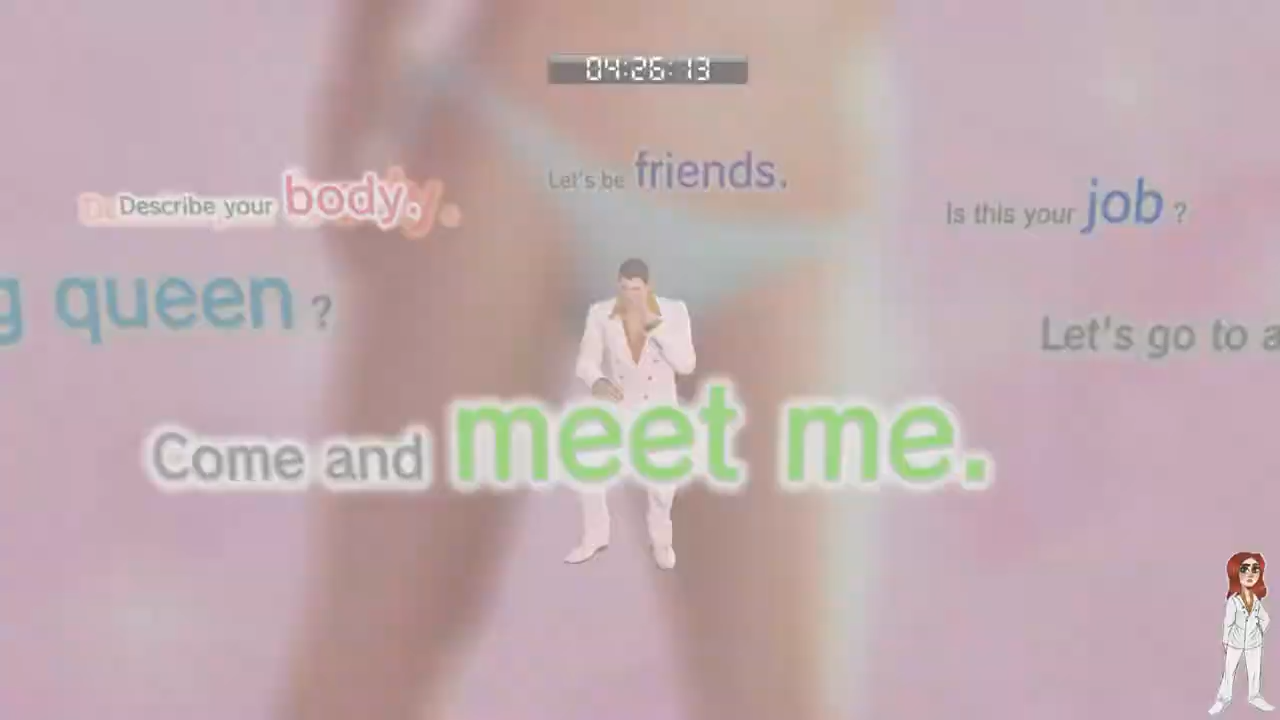 04:26:13
Let's be friends.
Describe your body.
Is this your job ?
g queen ?
Let's go to a
Come and meet me.